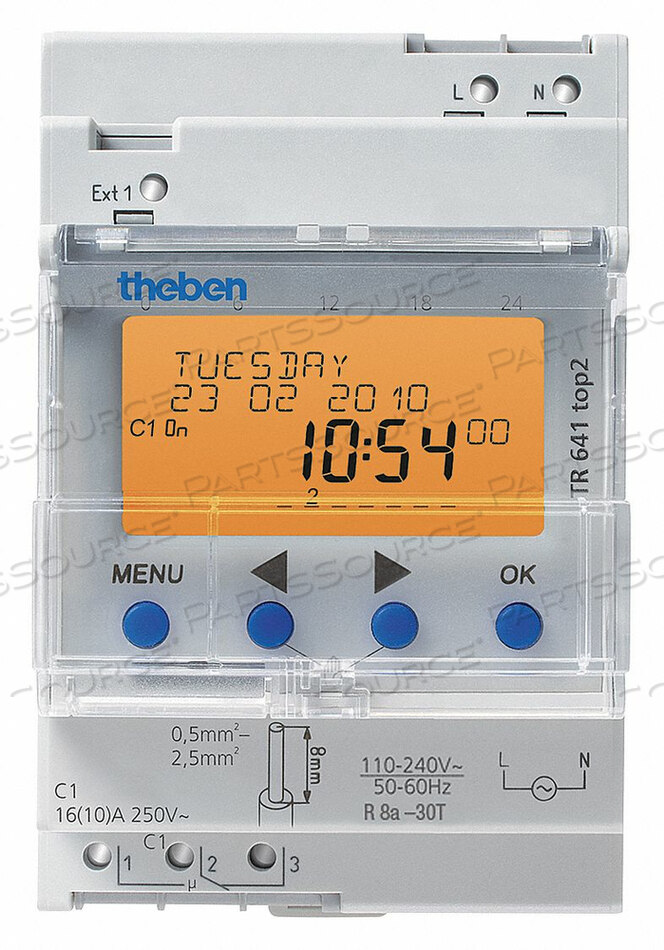 L N
Ext 1
theben
0 6 12 18 24
TUESDAY
23 02 2010
C1 On 10:54 00
2
TR 641 top2
MENU OK
0,5mm²–
2,5mm²
8mm
110-240V~
50-60Hz
R 8a –30T
L N
C1
16(10)A 250V~
C1
1 2 3
µ
PARTSSOURCE®